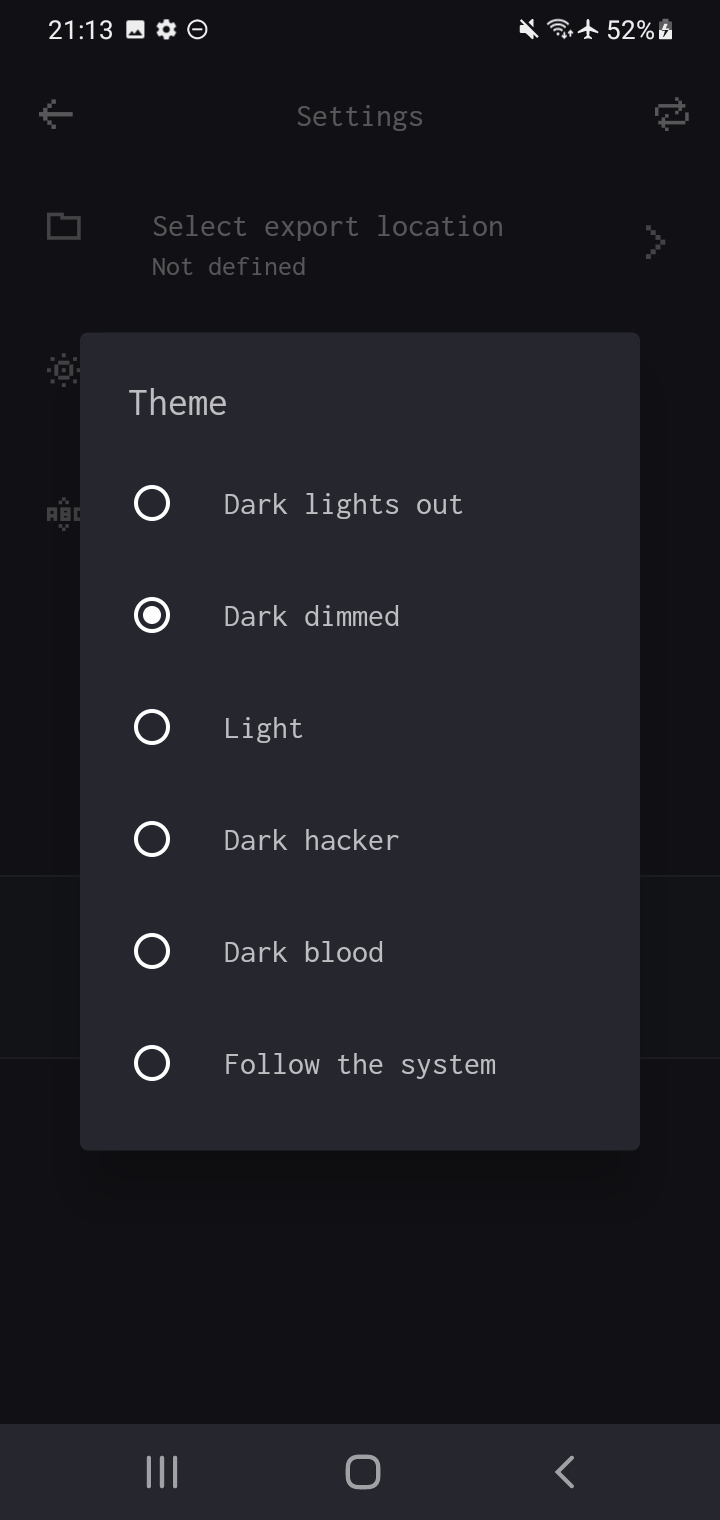 21:13
52%
Settings
Select export location
Not defined
Theme
Dark lights out
Dark dimmed
Light
Dark hacker
Dark blood
Follow the system